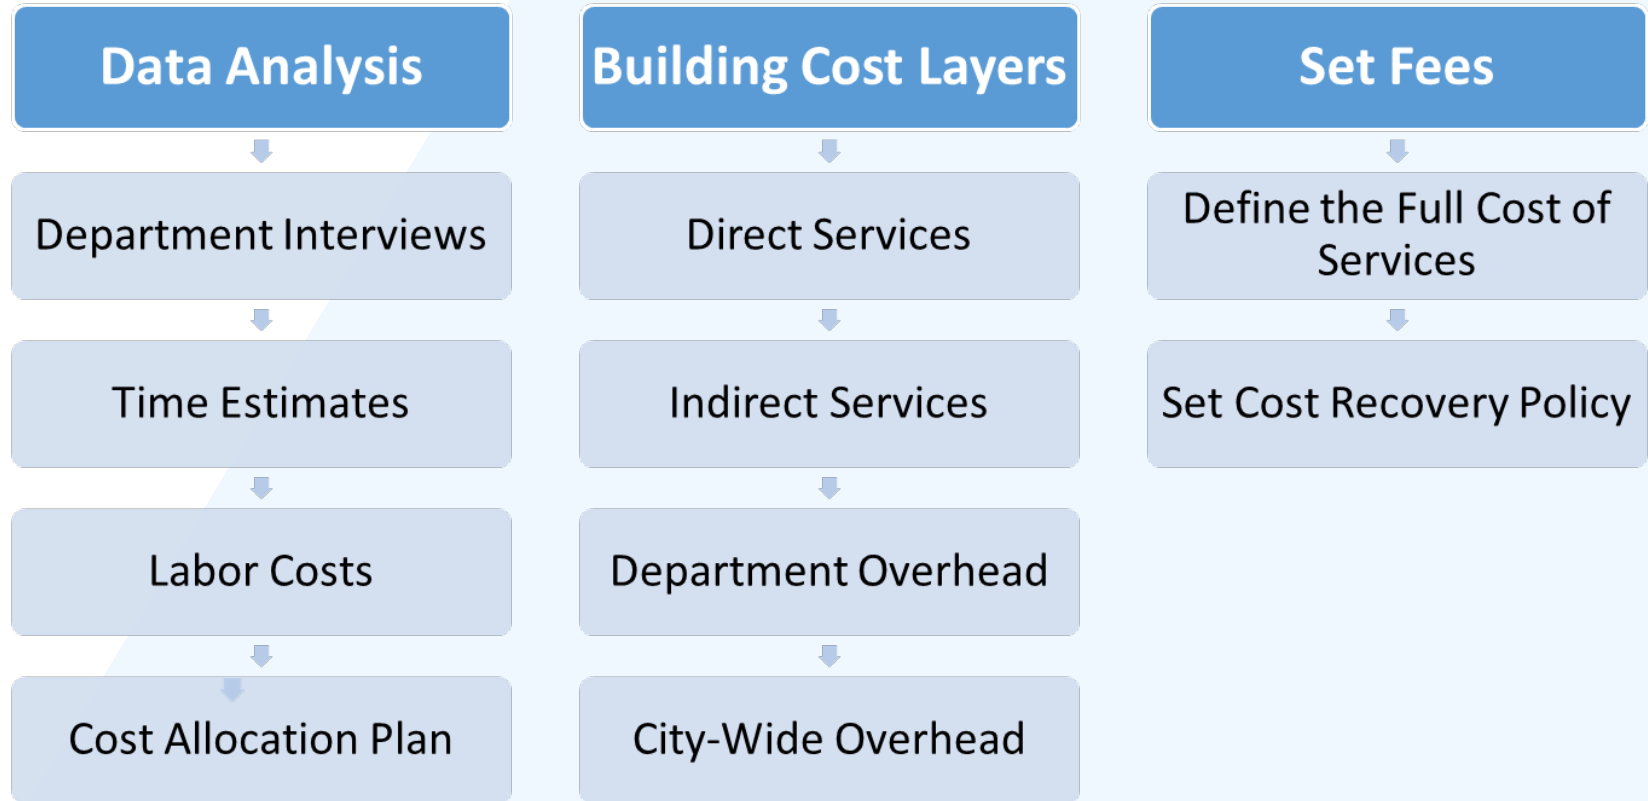 Data Analysis
Department Interviews
Time Estimates
Labor Costs
Cost Allocation Plan
Building Cost Layers
Direct Services
Indirect Services
Department Overhead
City-Wide Overhead
Set Fees
Define the Full Cost of
Services
Set Cost Recovery Policy